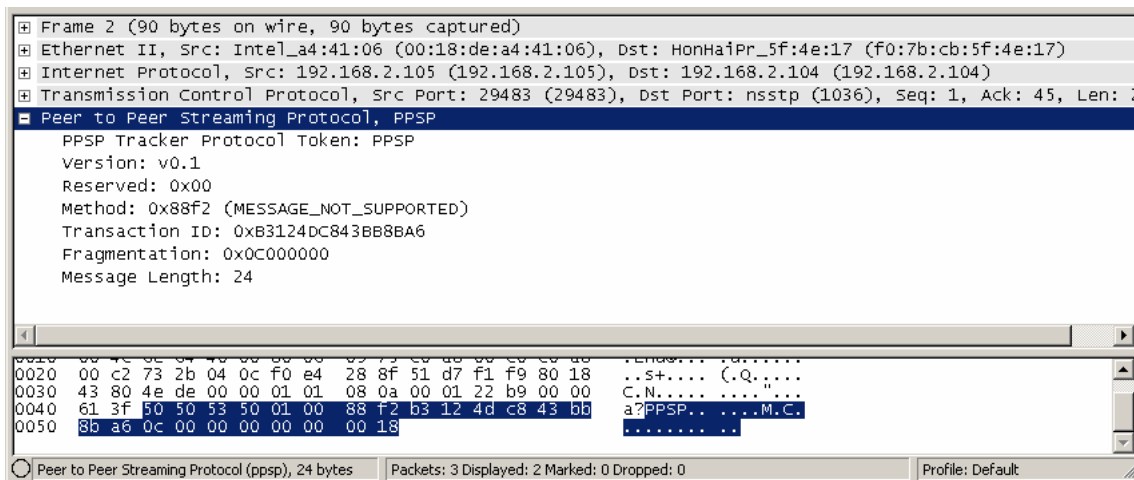 Frame 2 (90 bytes on wire, 90 bytes captured)
Ethernet II, Src: Intel_a4:41:06 (00:18:de:a4:41:06), Dst: HonHaiPr_5f:4e:17 (f0:7b:cb:5f:4e:17)
Internet Protocol, Src: 192.168.2.105 (192.168.2.105), Dst: 192.168.2.104 (192.168.2.104)
Transmission Control Protocol, Src Port: 29483 (29483), Dst Port: nsstp (1036), Seq: 1, Ack: 45, Len:
Peer to Peer Streaming Protocol, PPSP
PPSP Tracker Protocol Token: PPSP
Version: v0.1
Reserved: 0x00
Method: 0x88f2 (MESSAGE_NOT_SUPPORTED)
Transaction ID: 0xB3124DC843BB8BA6
Fragmentation: 0x0C000000
Message Length: 24
0020 00 c2 73 2b 04 0c f0 e4 28 8f 51 d7 f1 f9 80 18 ..s+.... (.Q.....
0030 43 80 4e de 00 00 01 01 08 0a 00 01 22 b9 00 00 C.N..... ...."...
0040 61 3f 50 50 53 50 01 00 88 f2 b3 12 4d c8 43 bb a?PPSP.. ....M.C.
0050 8b a6 0c 00 00 00 00 00 00 18 ........ ..
Peer to Peer Streaming Protocol (ppsp), 24 bytes
Packets: 3 Displayed: 2 Marked: 0 Dropped: 0
Profile: Default